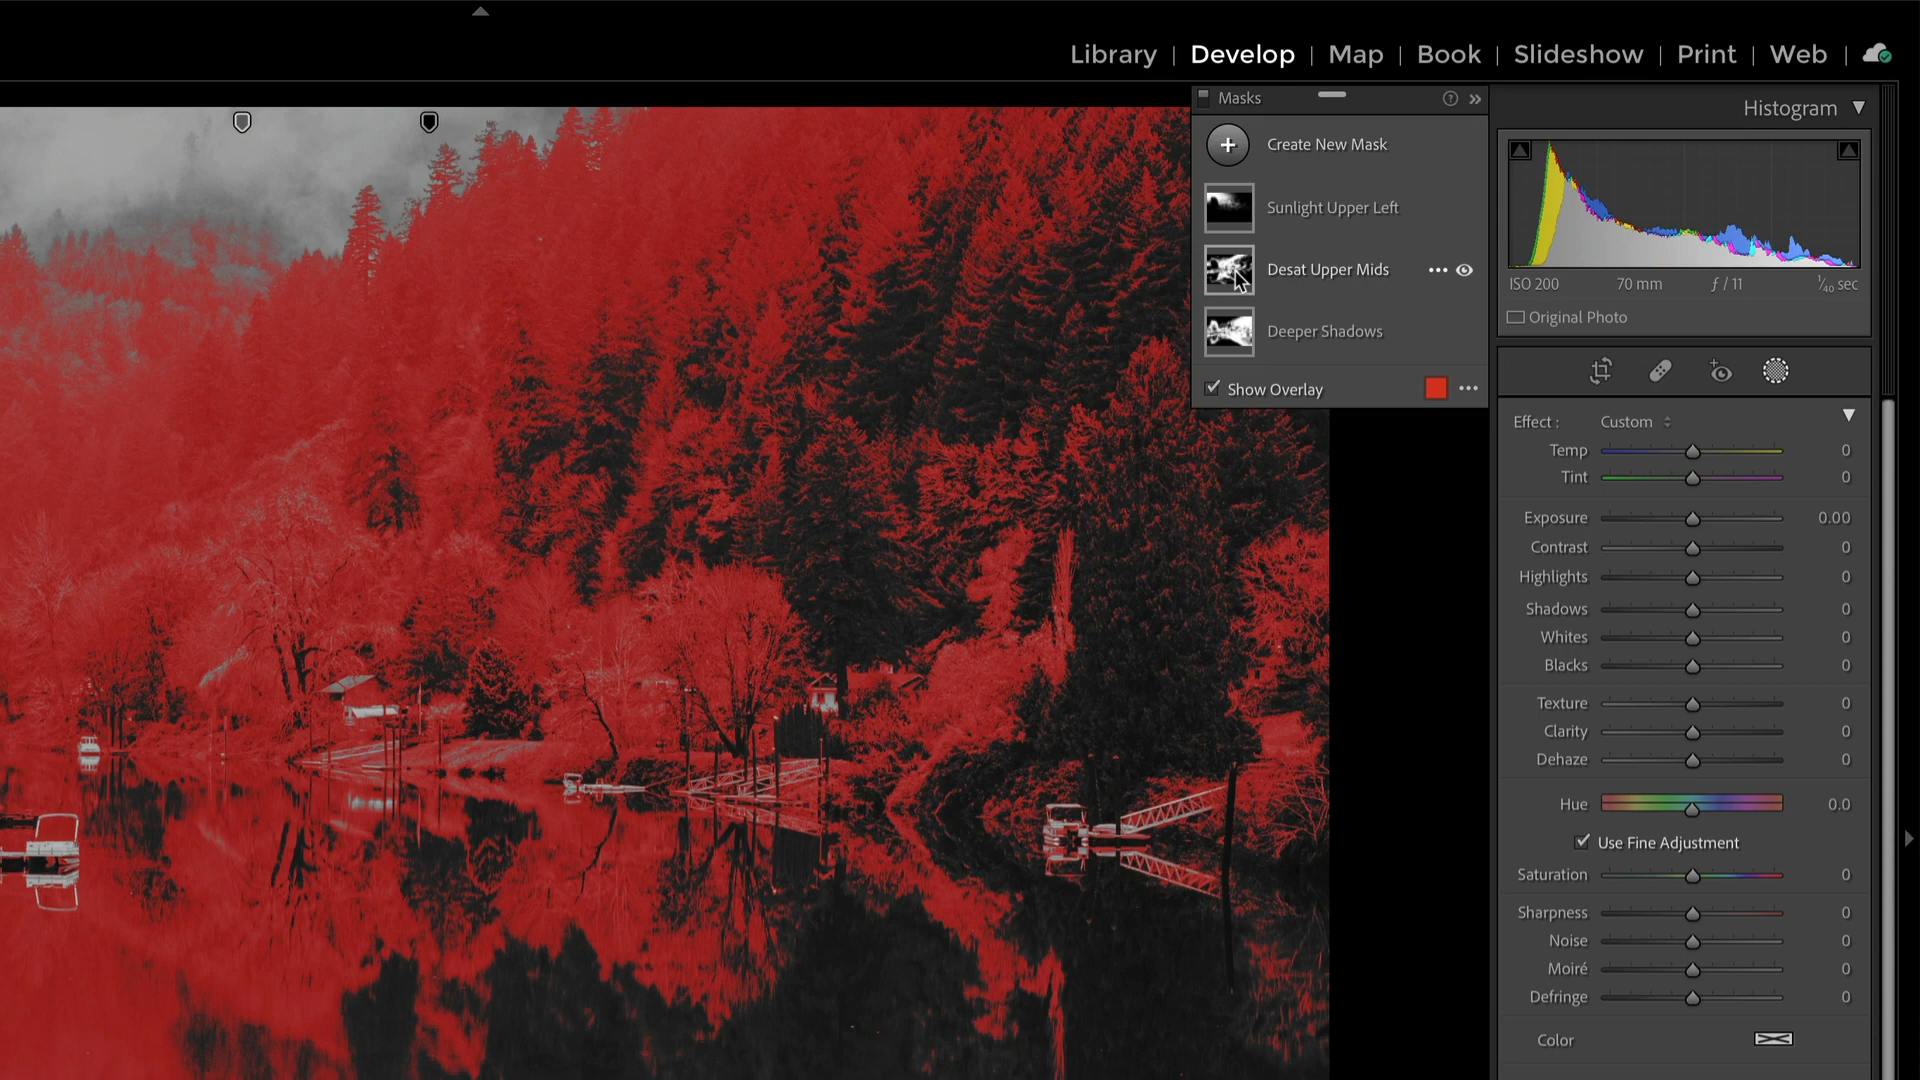 Library | Develop | Map | Book | Slideshow | Print | Web |
Masks
Create New Mask
Sunlight Upper Left
Desat Upper Mids
Deeper Shadows
Show Overlay
Histogram
ISO 200 70 mm ƒ / 11 1/40 sec
Original Photo
Effect : Custom
Temp 0
Tint 0
Exposure 0.00
Contrast 0
Highlights 0
Shadows 0
Whites 0
Blacks 0
Texture 0
Clarity 0
Dehaze 0
Hue 0.0
Use Fine Adjustment
Saturation 0
Sharpness 0
Noise 0
Moiré 0
Defringe 0
Color